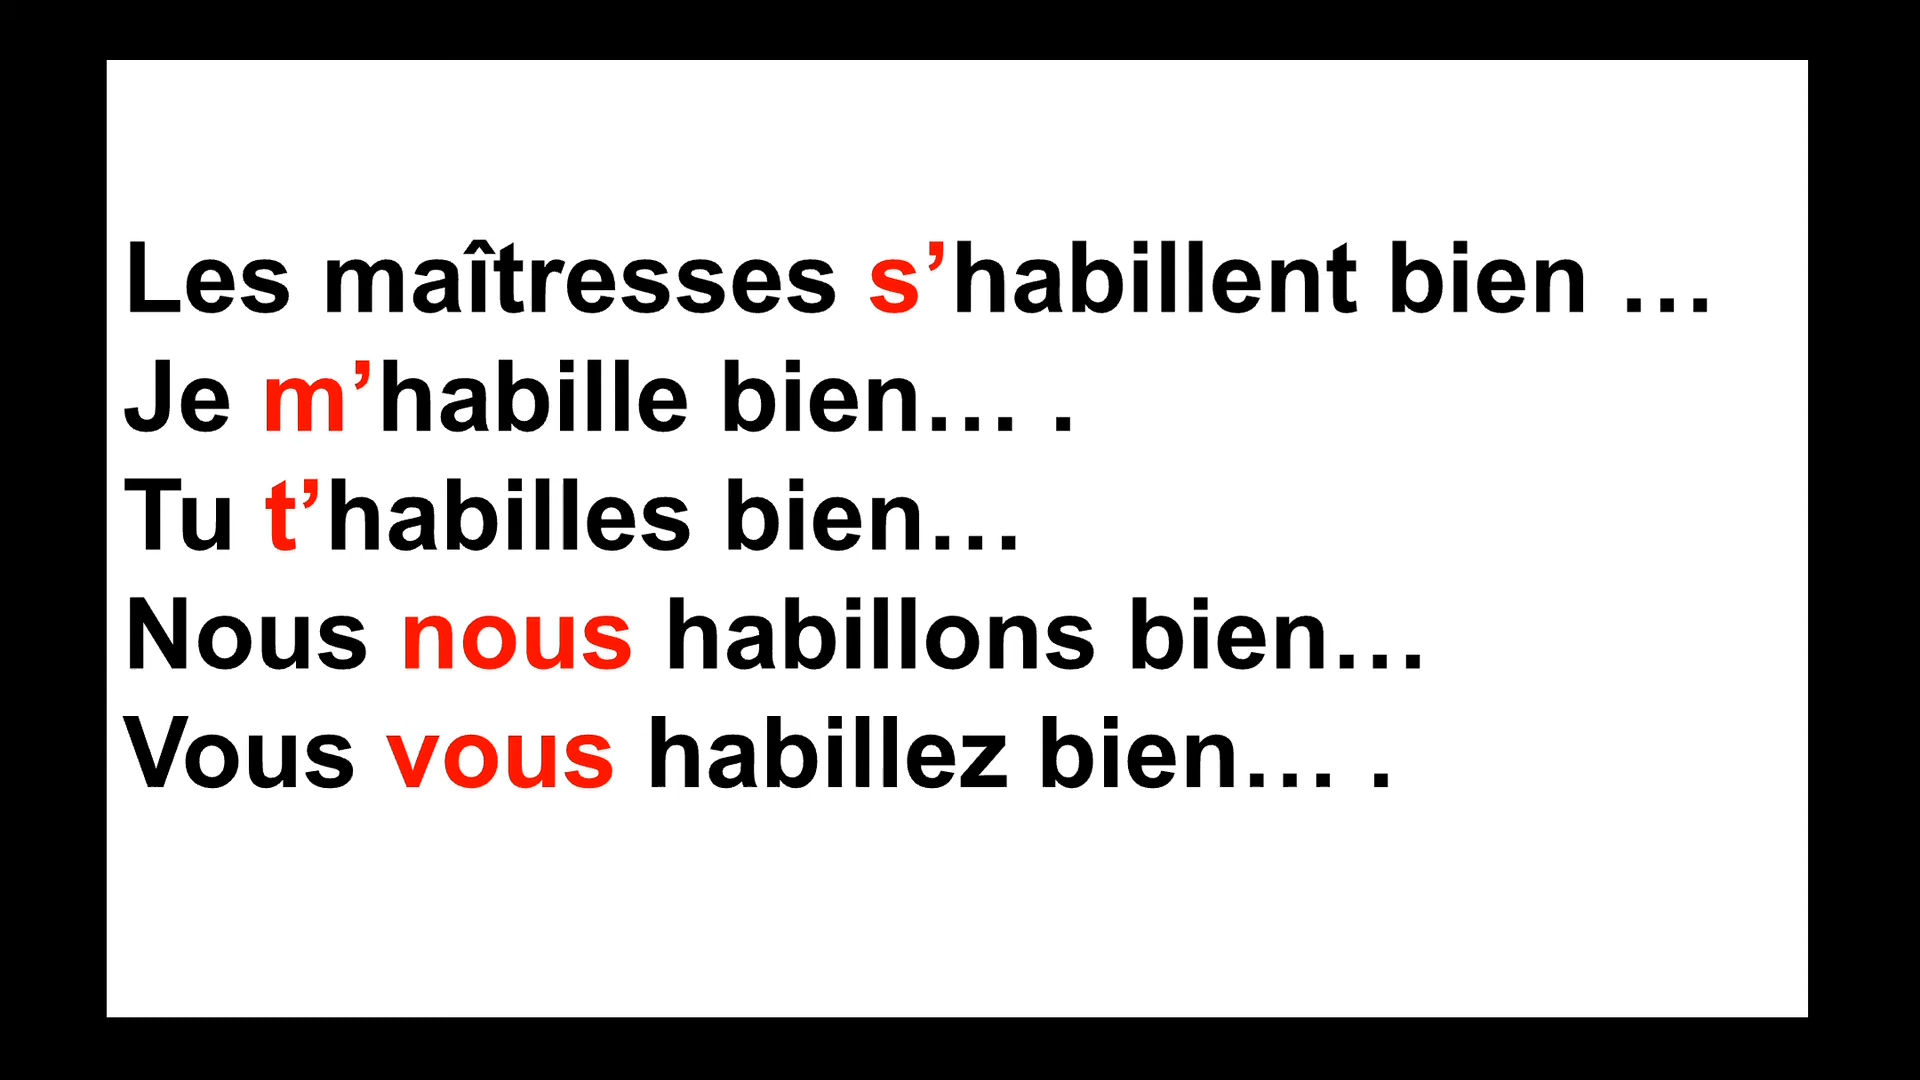 Les maîtresses s’habillent bien …
Je m’habille bien… .
Tu t’habilles bien…
Nous nous habillons bien…
Vous vous habillez bien… .